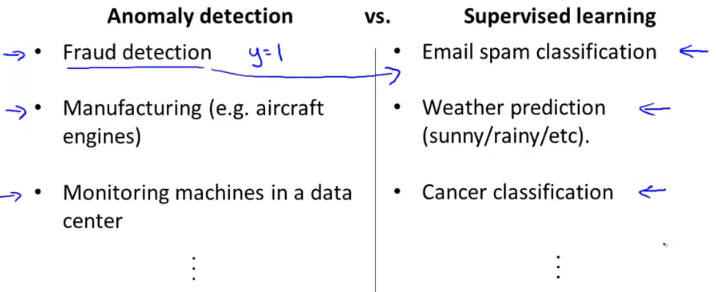 Anomaly detection vs. Supervised learning
• Fraud detection y=1
• Manufacturing (e.g. aircraft
engines)
• Monitoring machines in a data
center
⋮
• Email spam classification
• Weather prediction
(sunny/rainy/etc).
• Cancer classification
⋮